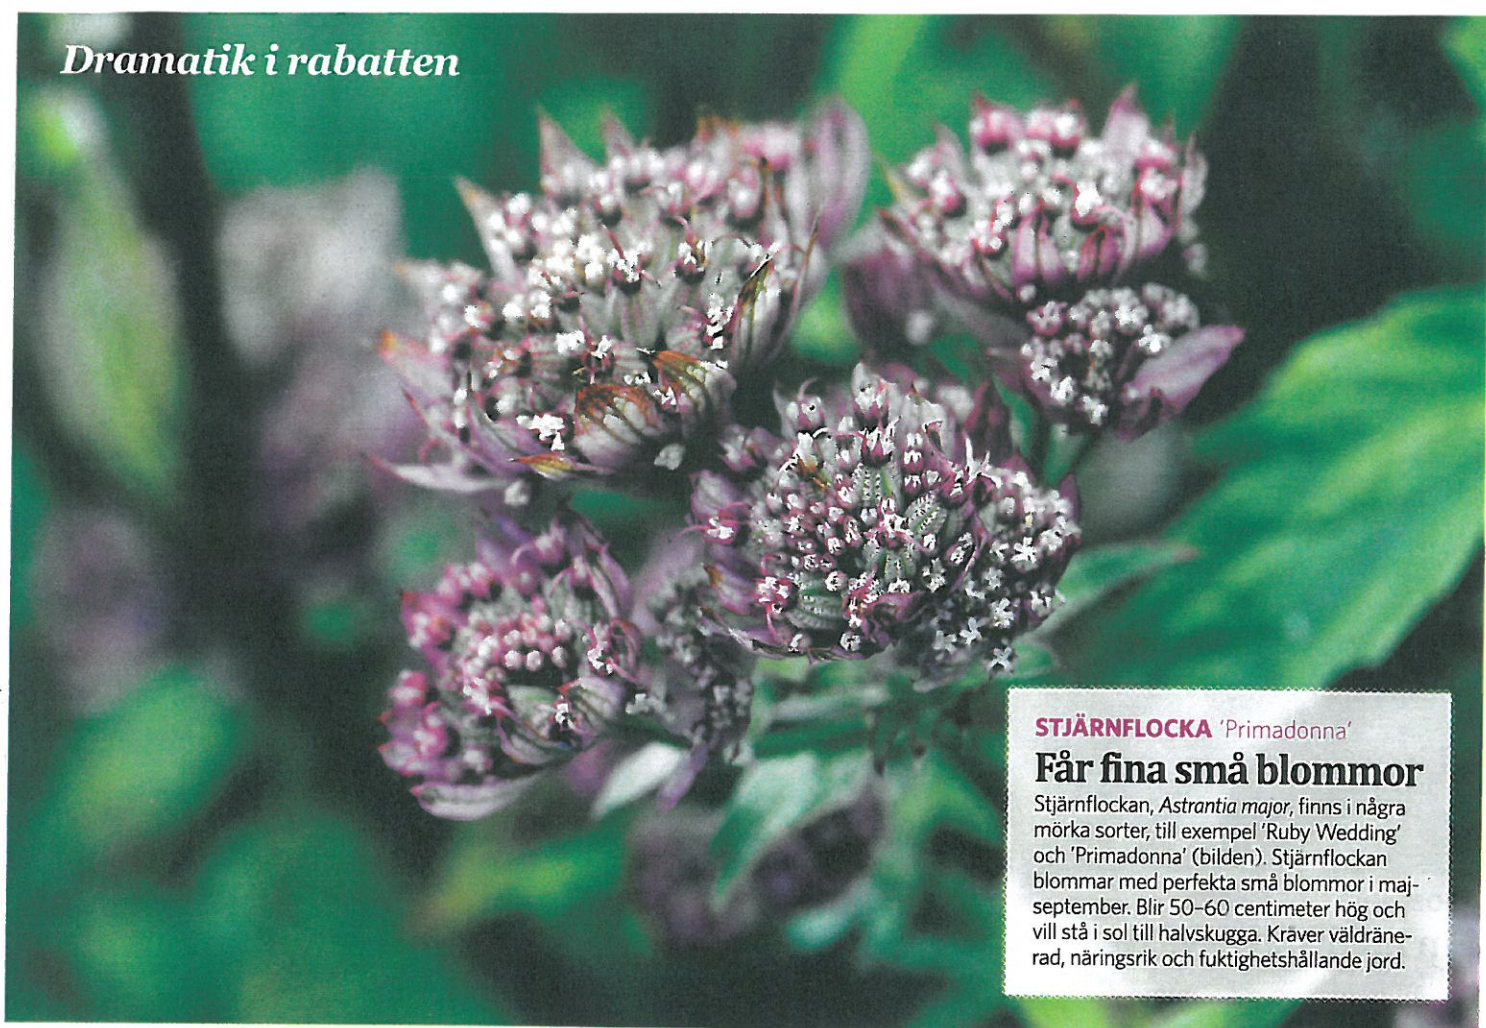 Dramatik i rabatten
STJÄRNFLOCKA 'Primadonna'
Får fina små blommor
Stjärnflockan, Astrantia major, finns i några
mörka sorter, till exempel 'Ruby Wedding'
och 'Primadonna' (bilden). Stjärnflockan
blommar med perfekta små blommor i maj-
september. Blir 50–60 centimeter hög och
vill stå i sol till halvskugga. Kräver väldräne-
rad, näringsrik och fuktighetshållande jord.